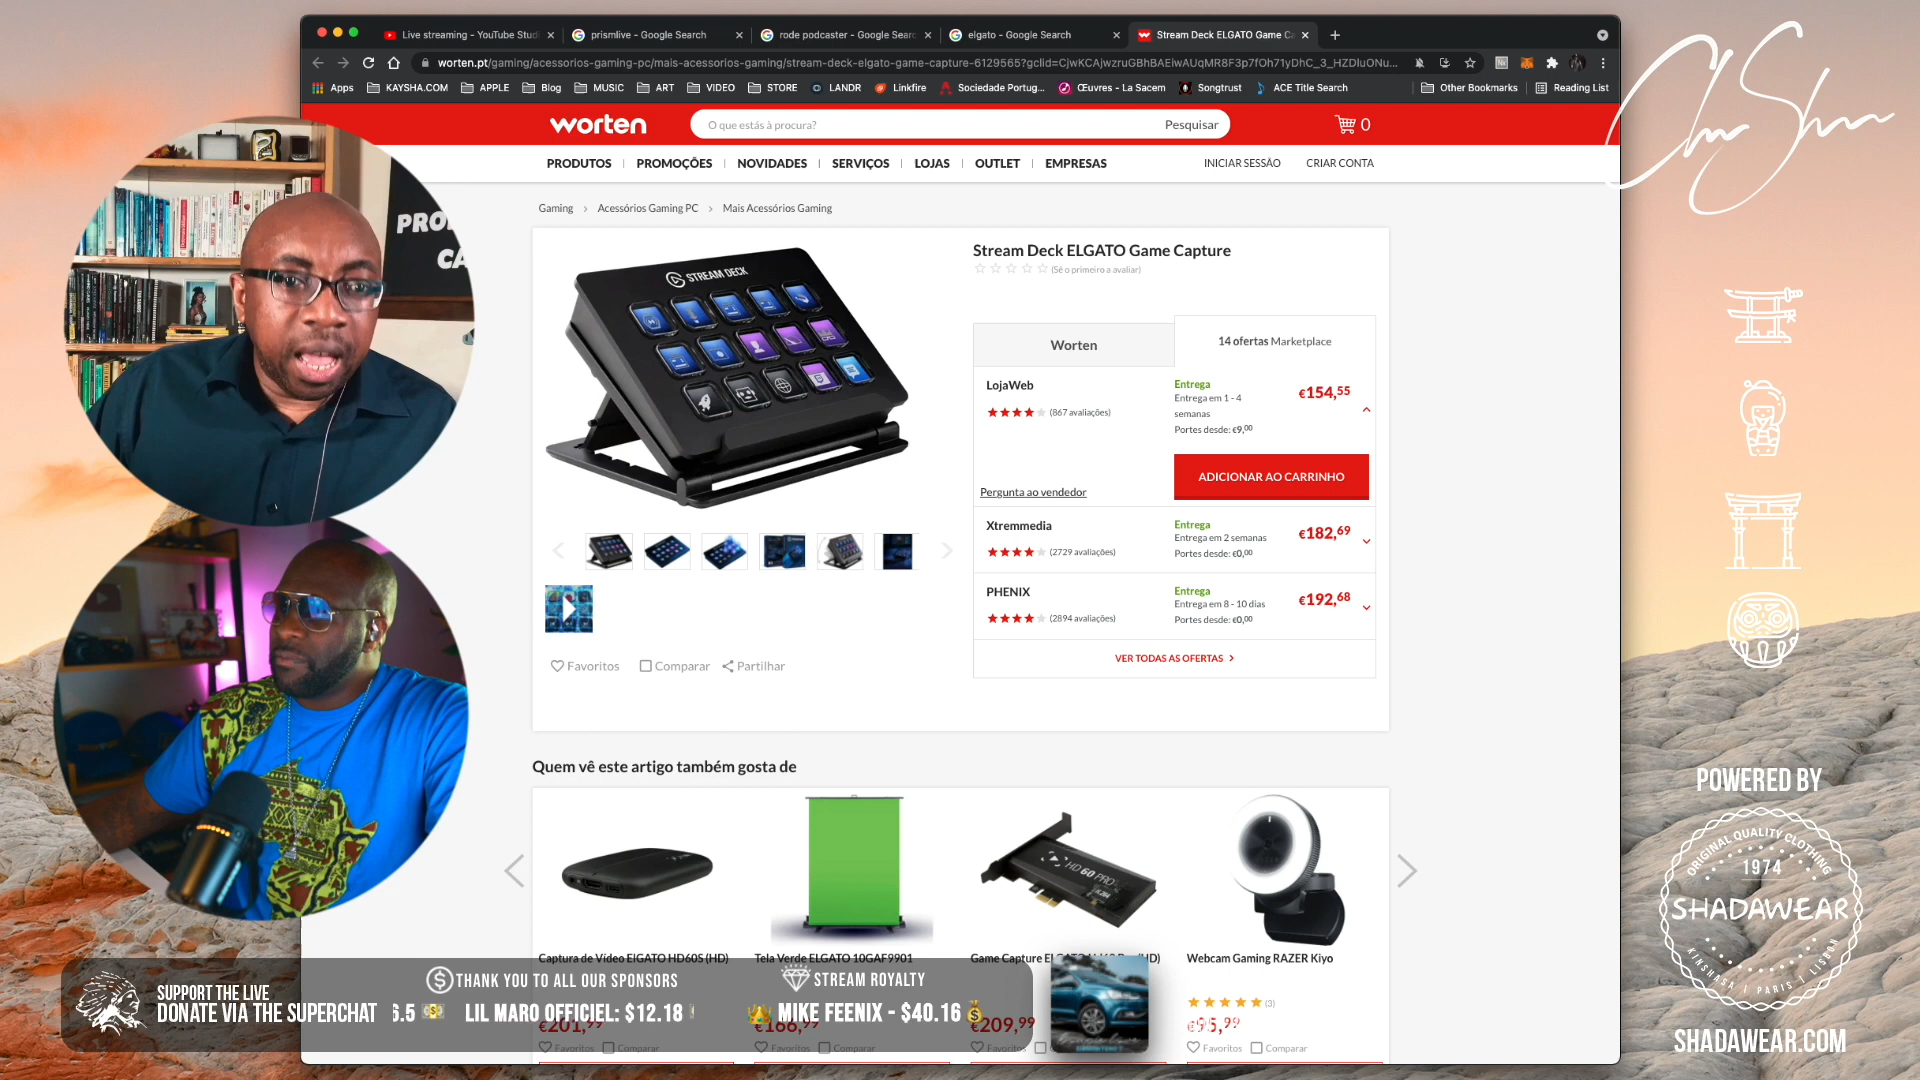 Live streaming - YouTube Studi
prismlive - Google Search
rode podcaster - Google Searc
elgato - Google Search
Stream Deck ELGATO Game Ca
worten.pt/gaming/acessorios-gaming-pc/mais-acessorios-gaming/stream-deck-elgato-game-capture-6129565?gclid=CjwKCAjwzruGBhBAEiwAUqMR8F3p7fOh71yDhC_3_HZDIuONu...
Apps
KAYSHA.COM
APPLE
Blog
MUSIC
ART
VIDEO
STORE
LANDR
Linkfire
Sociedade Portug...
Œuvres - La Sacem
Songtrust
ACE Title Search
Other Bookmarks
Reading List
worten
O que estás à procura?
Pesquisar
0
PRODUTOS
PROMOÇÕES
NOVIDADES
SERVIÇOS
LOJAS
OUTLET
EMPRESAS
INICIAR SESSÃO
CRIAR CONTA
Gaming
Acessórios Gaming PC
Mais Acessórios Gaming
STREAM DECK
Stream Deck ELGATO Game Capture
(Sê o primeiro a avaliar)
Worten
14 ofertas Marketplace
LojaWeb
(867 avaliações)
Entrega
Entrega em 1 - 4
semanas
Portes desde: €9,00
€154,55
ADICIONAR AO CARRINHO
Pergunta ao vendedor
Xtremmedia
(2729 avaliações)
Entrega
Entrega em 2 semanas
Portes desde: €0,00
€182,69
PHENIX
(2894 avaliações)
Entrega
Entrega em 8 - 10 dias
Portes desde: €0,00
€192,68
VER TODAS AS OFERTAS
Favoritos
Comparar
Partilhar
Quem vê este artigo também gosta de
HD 60 PRO
Captura de Vídeo ElGATO HD60S (HD)
Tela Verde ELGATO 10GAF9901
Game Capture
HD)
Webcam Gaming RAZER Kiyo
(3)
€201,99
€166,99
€209,99
€95,99
Favoritos
Comparar
Favoritos
Comparar
Favoritos
Favoritos
Comparar
SUPPORT THE LIVE
DONATE VIA THE SUPERCHAT
THANK YOU TO ALL OUR SPONSORS
6.5
LIL MARO OFFICIEL: $12.18
STREAM ROYALTY
MIKE FEENIX - $40.16
POWERED BY
ORIGINAL QUALITY CLOTHING
1974
SHADAWEAR
KINSHASA | PARIS | LISBON
SHADAWEAR.COM